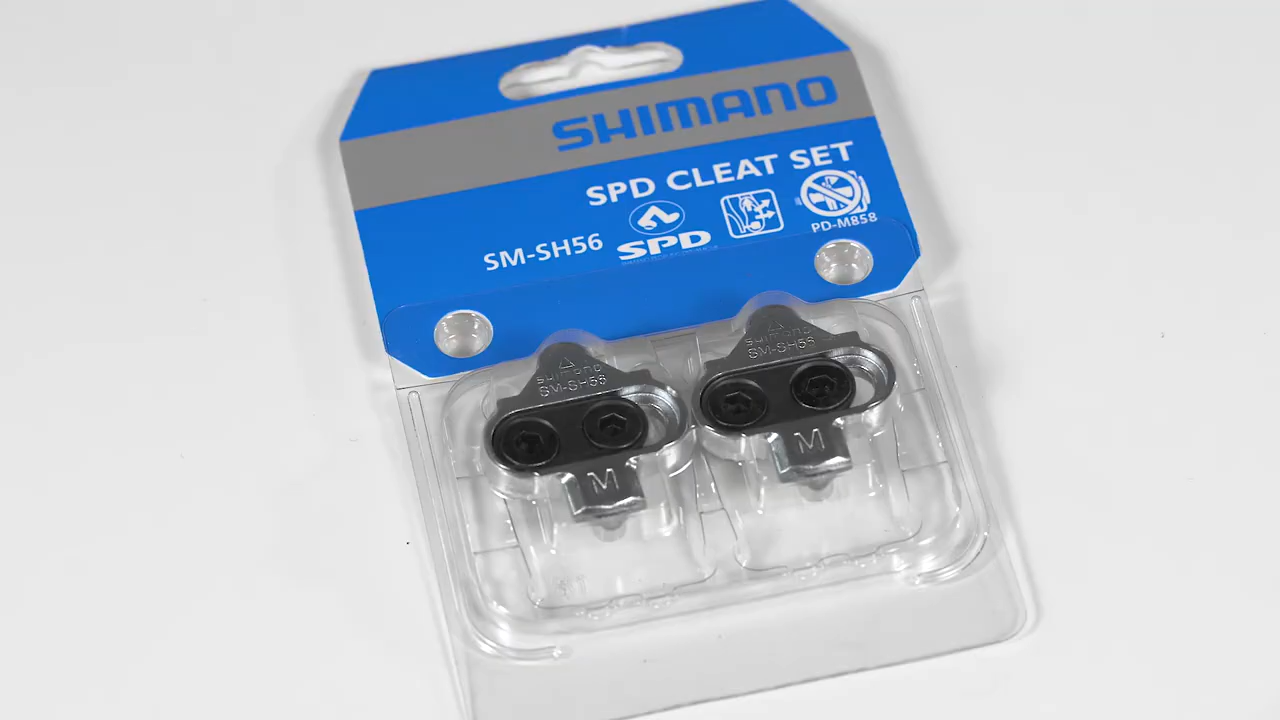 SHIMANO
SPD CLEAT SET
SM-SH56
SPD
PD-M858
SHIMANO
SM-SH56
M
SHIMANO
SM-SH56
M